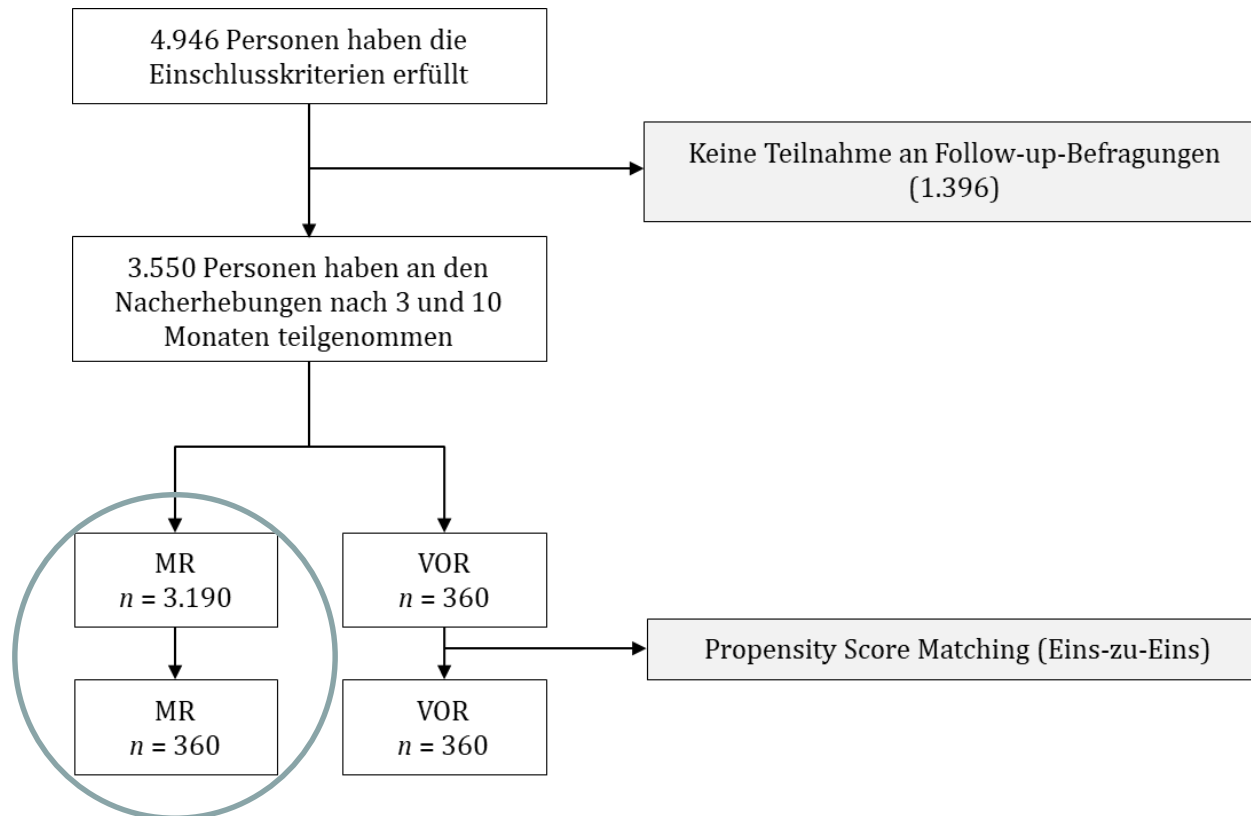 4.946 Personen haben die
Einschlusskriterien erfüllt
Keine Teilnahme an Follow-up-Befragungen
(1.396)
3.550 Personen haben an den
Nacherhebungen nach 3 und 10
Monaten teilgenommen
MR
n = 3.190
VOR
n = 360
Propensity Score Matching (Eins-zu-Eins)
MR
n = 360
VOR
n = 360